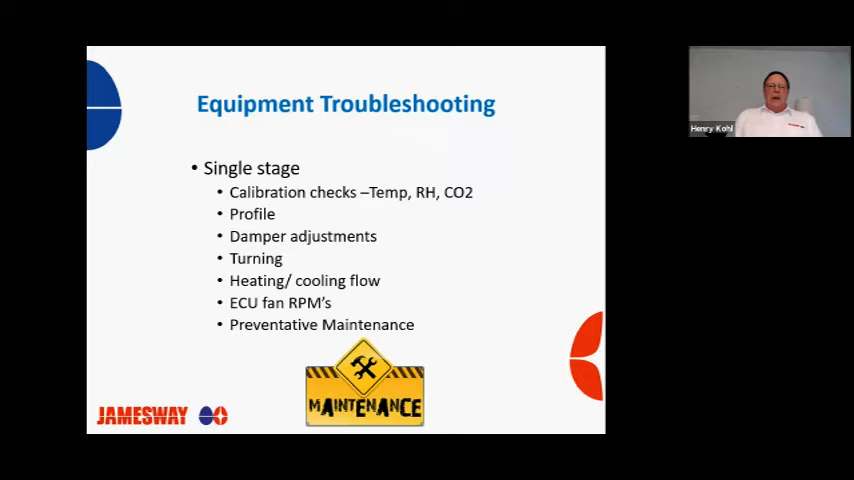 Equipment Troubleshooting
• Single stage
• Calibration checks –Temp, RH, CO2
• Profile
• Damper adjustments
• Turning
• Heating/ cooling flow
• ECU fan RPM's
• Preventative Maintenance
MAINTENANCE
JAMESWAY
Henry Kohl